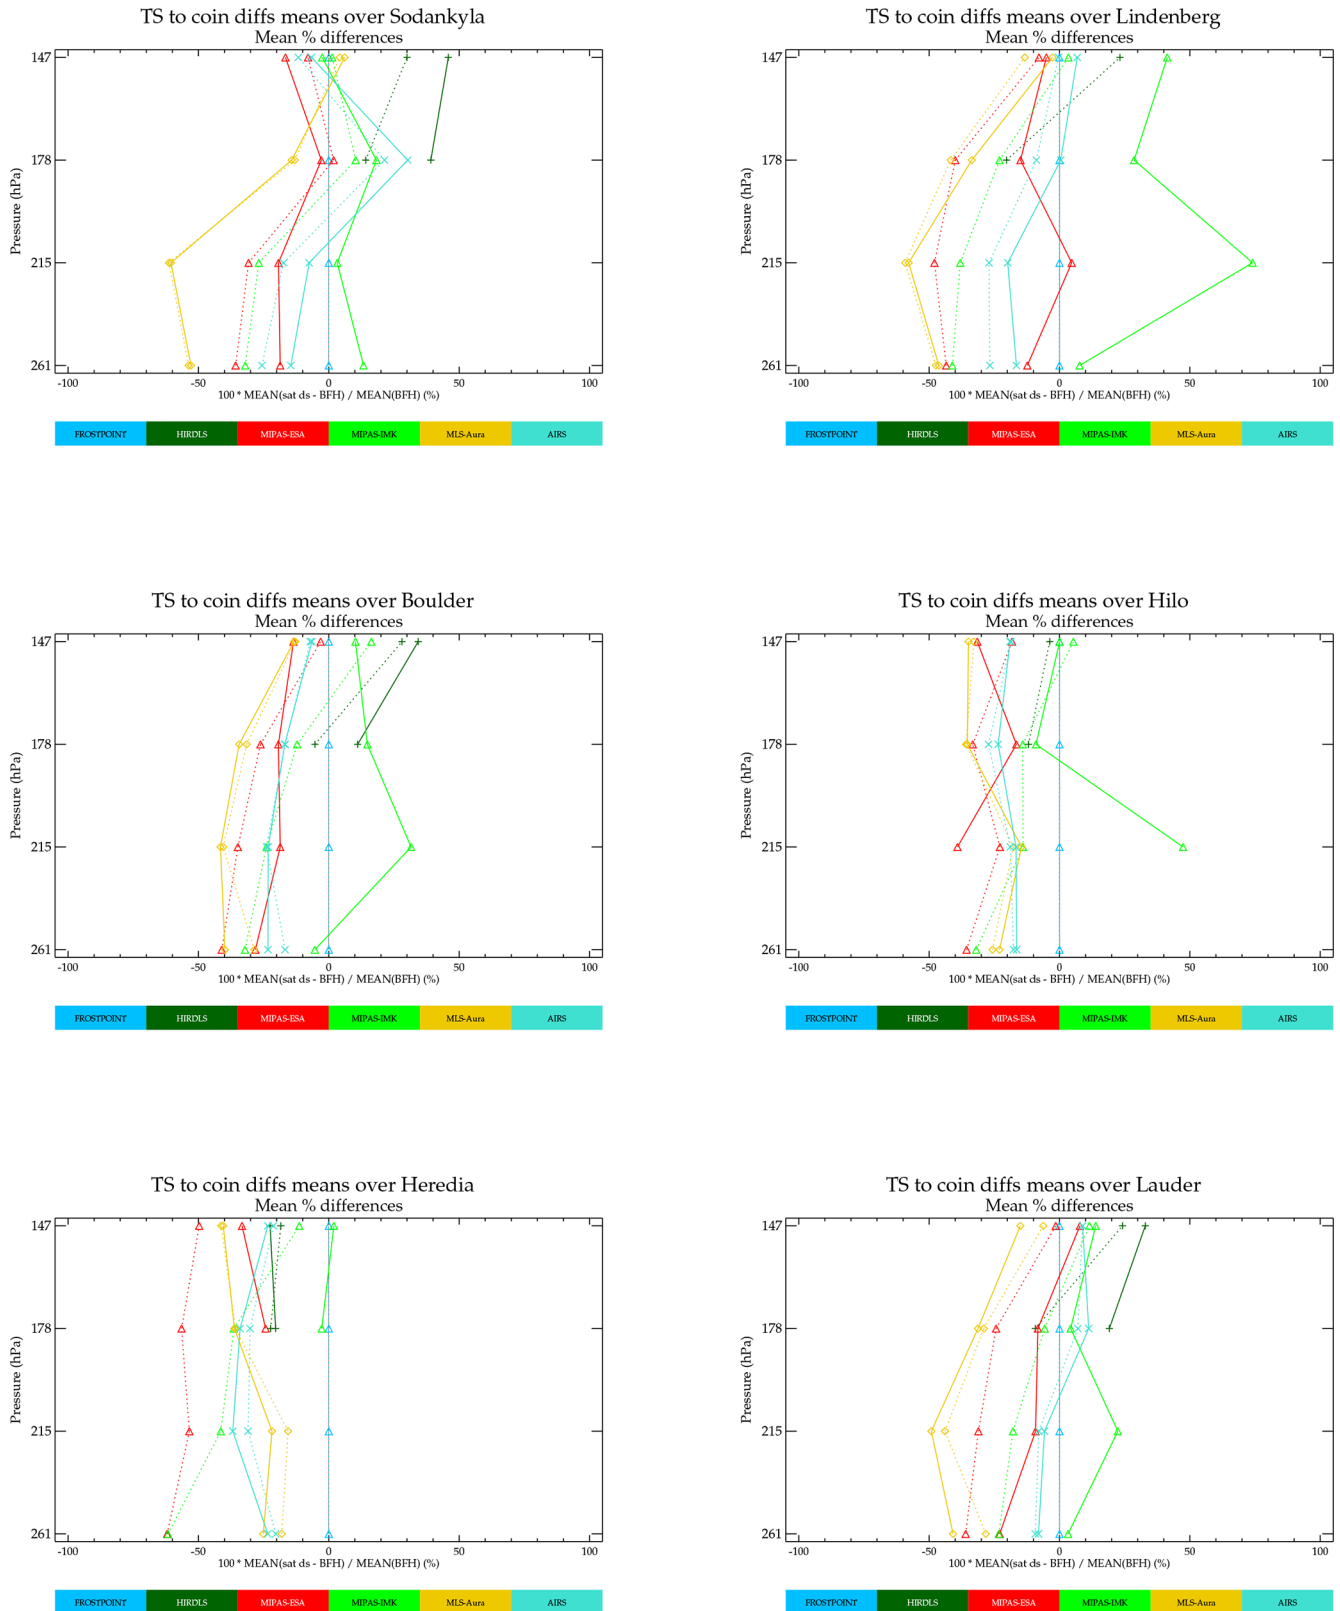 TS to coin diffs means over Sodankyla
Mean % differences
147
178
215
261
Pressure (hPa)
-100 -50 0 50 100
100 * MEAN(sat ds - BFH) / MEAN(BFH) (%)
FROSTPOINT HIRDLS MIPAS-ESA MIPAS-IMK MLS-Aura AIRS
TS to coin diffs means over Lindenberg
Mean % differences
147
178
215
261
Pressure (hPa)
-100 -50 0 50 100
100 * MEAN(sat ds - BFH) / MEAN(BFH) (%)
FROSTPOINT HIRDLS MIPAS-ESA MIPAS-IMK MLS-Aura AIRS
TS to coin diffs means over Boulder
Mean % differences
147
178
215
261
Pressure (hPa)
-100 -50 0 50 100
100 * MEAN(sat ds - BFH) / MEAN(BFH) (%)
FROSTPOINT HIRDLS MIPAS-ESA MIPAS-IMK MLS-Aura AIRS
TS to coin diffs means over Hilo
Mean % differences
147
178
215
261
Pressure (hPa)
-100 -50 0 50 100
100 * MEAN(sat ds - BFH) / MEAN(BFH) (%)
FROSTPOINT HIRDLS MIPAS-ESA MIPAS-IMK MLS-Aura AIRS
TS to coin diffs means over Heredia
Mean % differences
147
178
215
261
Pressure (hPa)
-100 -50 0 50 100
100 * MEAN(sat ds - BFH) / MEAN(BFH) (%)
FROSTPOINT HIRDLS MIPAS-ESA MIPAS-IMK MLS-Aura AIRS
TS to coin diffs means over Lauder
Mean % differences
147
178
215
261
Pressure (hPa)
-100 -50 0 50 100
100 * MEAN(sat ds - BFH) / MEAN(BFH) (%)
FROSTPOINT HIRDLS MIPAS-ESA MIPAS-IMK MLS-Aura AIRS